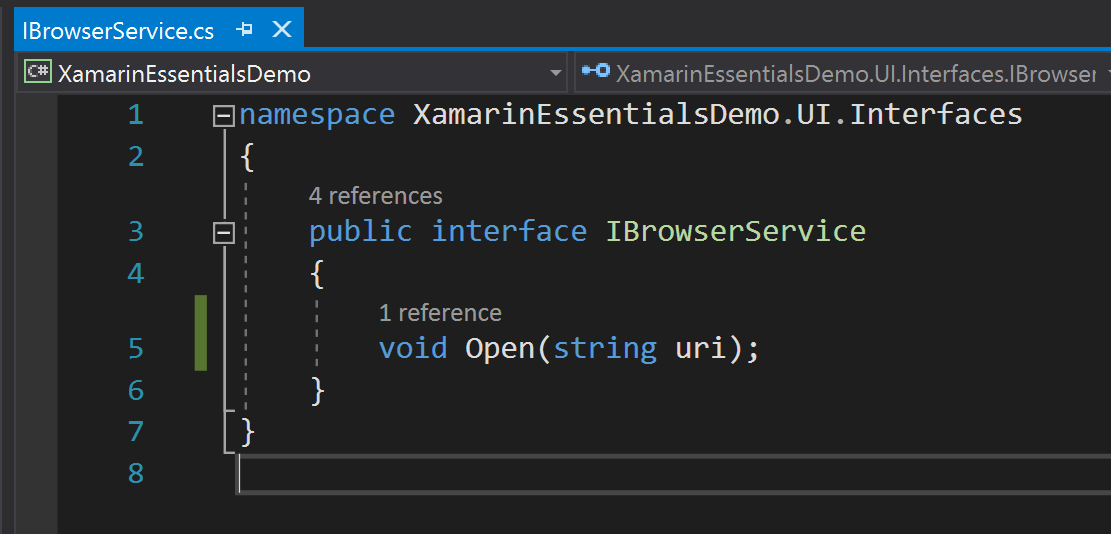 IBrowserService.cs
C# XamarinEssentialsDemo XamarinEssentialsDemo.UI.Interfaces.IBrowser
1 namespace XamarinEssentialsDemo.UI.Interfaces
2 {
4 references
3 public interface IBrowserService
4 {
1 reference
5 void Open(string uri);
6 }
7 }
8